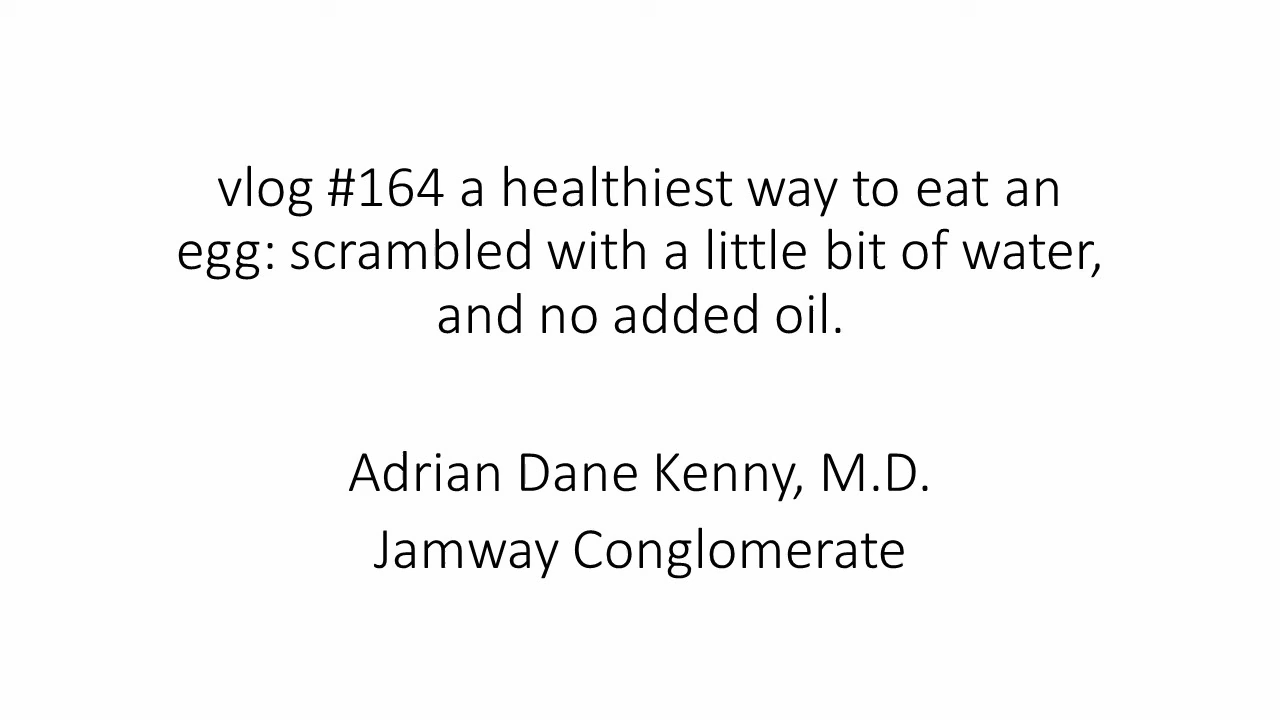 vlog #164 a healthiest way to eat an
egg: scrambled with a little bit of water,
and no added oil.
Adrian Dane Kenny, M.D.
Jamway Conglomerate